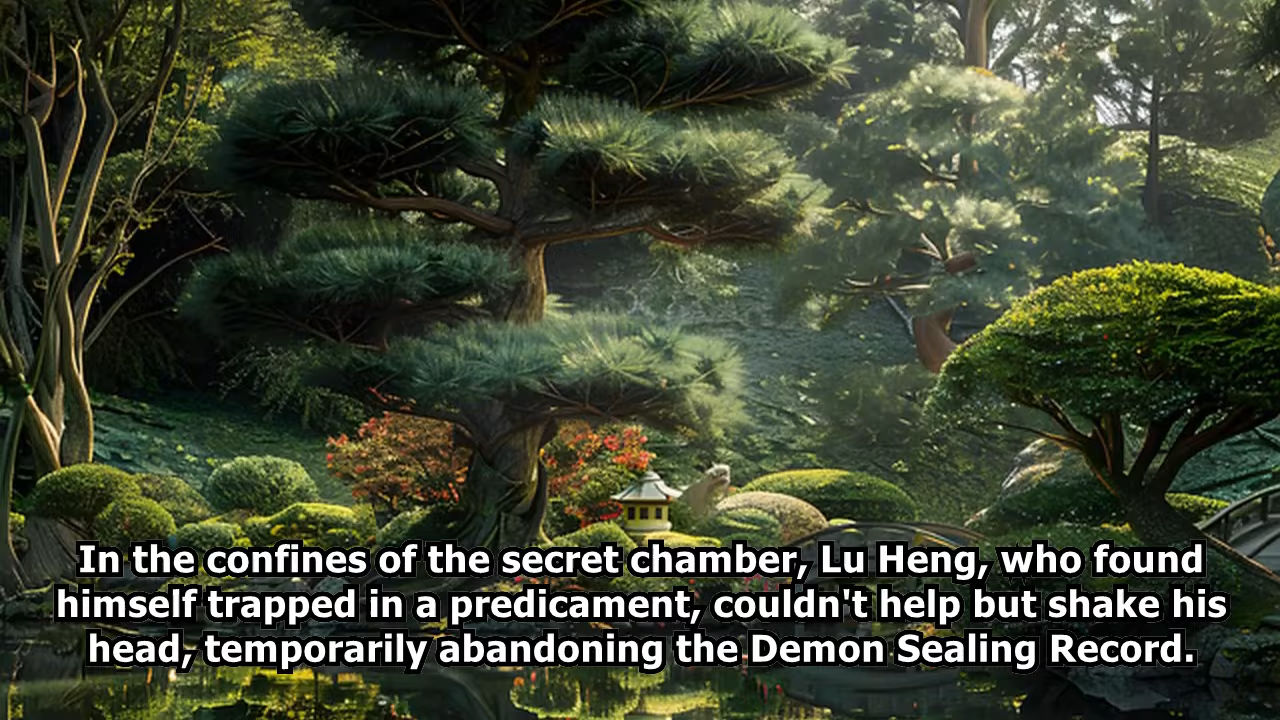 In the confines of the secret chamber, Lu Heng, who found
himself trapped in a predicament, couldn't help but shake his
head, temporarily abandoning the Demon Sealing Record.